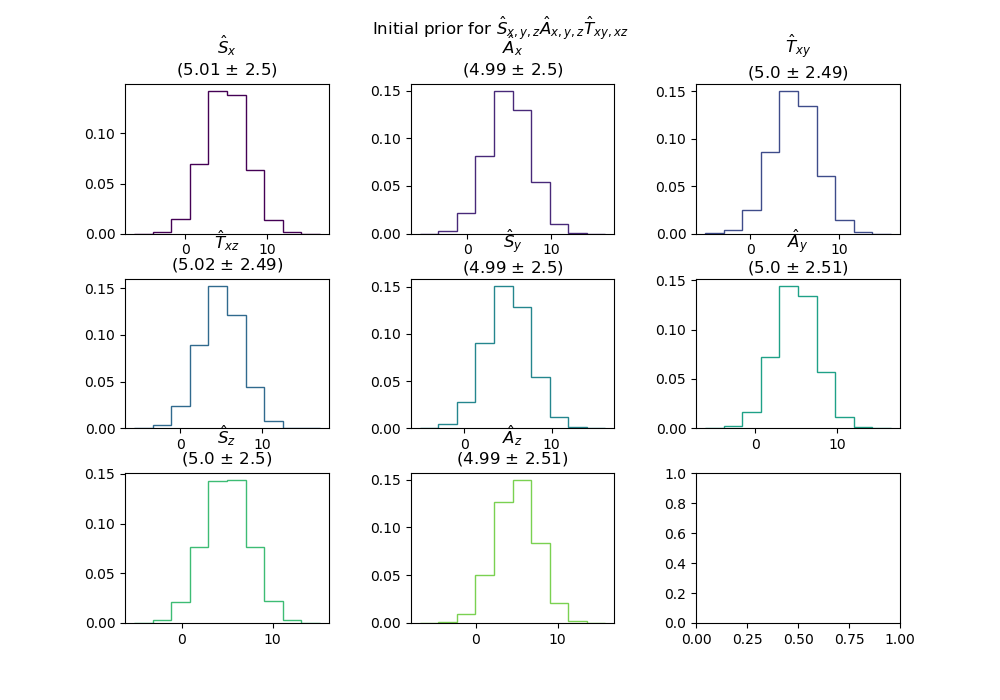 Initial prior for Ŝx,y,zÂx,y,zT̂xy,xz
Ŝx
(5.01 ± 2.5)
Âx
(4.99 ± 2.5)
T̂xy
(5.0 ± 2.49)
0.10
0.05
0.00
0 10
0.15
0.10
0.05
0.00
0 10
0.15
0.10
0.05
0.00
0 10
T̂xz
(5.02 ± 2.49)
Ŝy
(4.99 ± 2.5)
Ây
(5.0 ± 2.51)
0.15
0.10
0.05
0.00
0 10
0.15
0.10
0.05
0.00
0 10
0.15
0.10
0.05
0.00
0 10
Ŝz
(5.0 ± 2.5)
Âz
(4.99 ± 2.51)
0.15
0.10
0.05
0.00
0 10
0.15
0.10
0.05
0.00
0 10
1.0
0.8
0.6
0.4
0.2
0.0
0.00 0.25 0.50 0.75 1.00